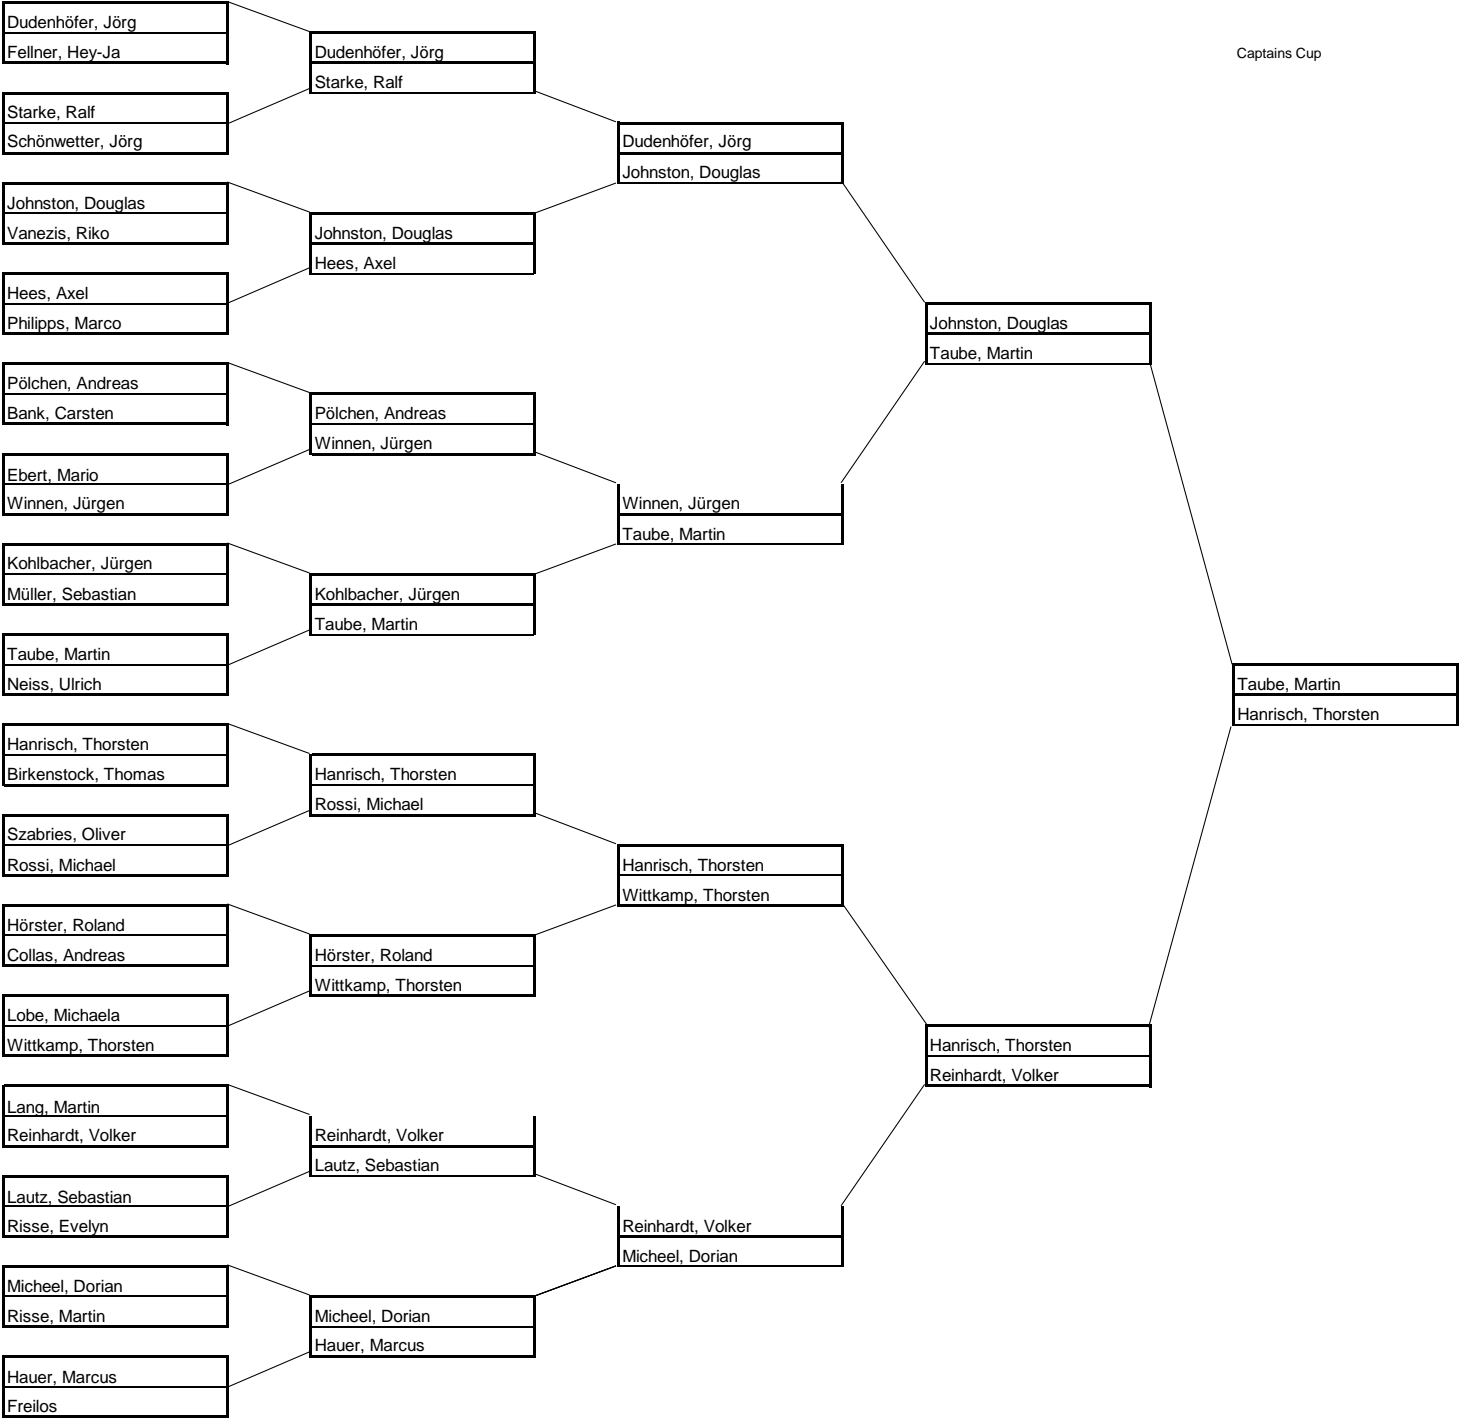 Dudenhöfer, Jörg
Fellner, Hey-Ja
Starke, Ralf
Schönwetter, Jörg
Johnston, Douglas
Vanezis, Riko
Hees, Axel
Philipps, Marco
Pölchen, Andreas
Bank, Carsten
Ebert, Mario
Winnen, Jürgen
Kohlbacher, Jürgen
Müller, Sebastian
Taube, Martin
Neiss, Ulrich
Hanrisch, Thorsten
Birkenstock, Thomas
Szabries, Oliver
Rossi, Michael
Hörster, Roland
Collas, Andreas
Lobe, Michaela
Wittkamp, Thorsten
Lang, Martin
Reinhardt, Volker
Lautz, Sebastian
Risse, Evelyn
Micheel, Dorian
Risse, Martin
Hauer, Marcus
Freilos
Dudenhöfer, Jörg
Starke, Ralf
Johnston, Douglas
Hees, Axel
Pölchen, Andreas
Winnen, Jürgen
Kohlbacher, Jürgen
Taube, Martin
Hanrisch, Thorsten
Rossi, Michael
Hörster, Roland
Wittkamp, Thorsten
Reinhardt, Volker
Lautz, Sebastian
Micheel, Dorian
Hauer, Marcus
Dudenhöfer, Jörg
Johnston, Douglas
Winnen, Jürgen
Taube, Martin
Hanrisch, Thorsten
Wittkamp, Thorsten
Reinhardt, Volker
Micheel, Dorian
Johnston, Douglas
Taube, Martin
Hanrisch, Thorsten
Reinhardt, Volker
Captains Cup
Taube, Martin
Hanrisch, Thorsten